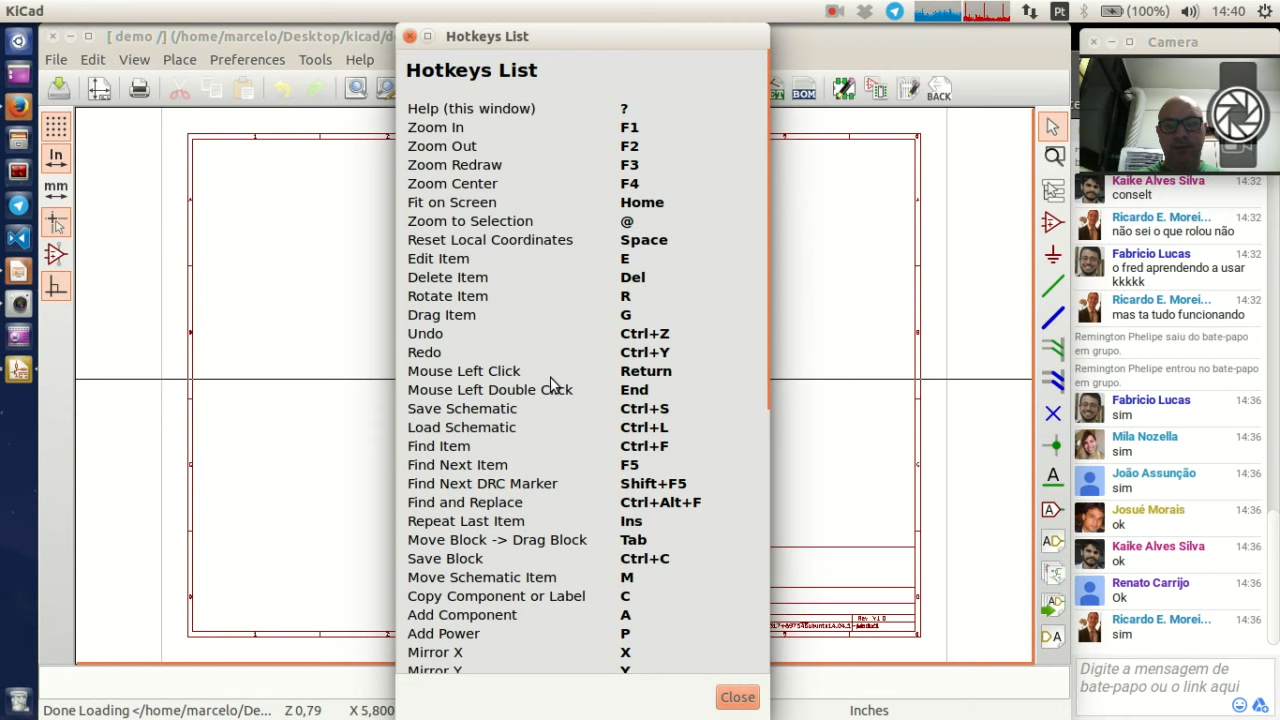 KiCad
Pt
(100%)
14:40
[ demo /] (/home/marcelo/Desktop/kicad/d
Hotkeys List
Camera
File Edit View Place Preferences Tools Help
BOM
BACK
Hotkeys List
Help (this window) ?
Zoom In F1
Zoom Out F2
Zoom Redraw F3
Zoom Center F4
Fit on Screen Home
Zoom to Selection @
Reset Local Coordinates Space
Edit Item E
Delete Item Del
Rotate Item R
Drag Item G
Undo Ctrl+Z
Redo Ctrl+Y
Mouse Left Click Return
Mouse Left Double Click End
Save Schematic Ctrl+S
Load Schematic Ctrl+L
Find Item Ctrl+F
Find Next Item F5
Find Next DRC Marker Shift+F5
Find and Replace Ctrl+Alt+F
Repeat Last Item Ins
Move Block -> Drag Block Tab
Save Block Ctrl+C
Move Schematic Item M
Copy Component or Label C
Add Component A
Add Power P
Mirror X X
Mirror Y Y
Close
In
mm
Kaike Alves Silva 14:32
conselt
Ricardo E. Morei... 14:32
não sei o que rolou não
Fabricio Lucas 14:32
o fred aprendendo a usar
kkkkk
Ricardo E. Morei... 14:32
mas ta tudo funcionando
Remington Phelipe saiu do bate-papo
em grupo.
Remington Phelipe entrou no bate-papo
em grupo.
Fabricio Lucas 14:36
sim
Mila Nozella 14:36
sim
João Assunção 14:36
sim
Josué Morais 14:36
ok
Kaike Alves Silva 14:36
ok
Renato Carrijo 14:36
Ok
Ricardo E. Morei... 14:36
sim
Digite a mensagem de
bate-papo ou o link aqui
Done Loading </home/marcelo/De... Z 0,79 X 5,800 Inches